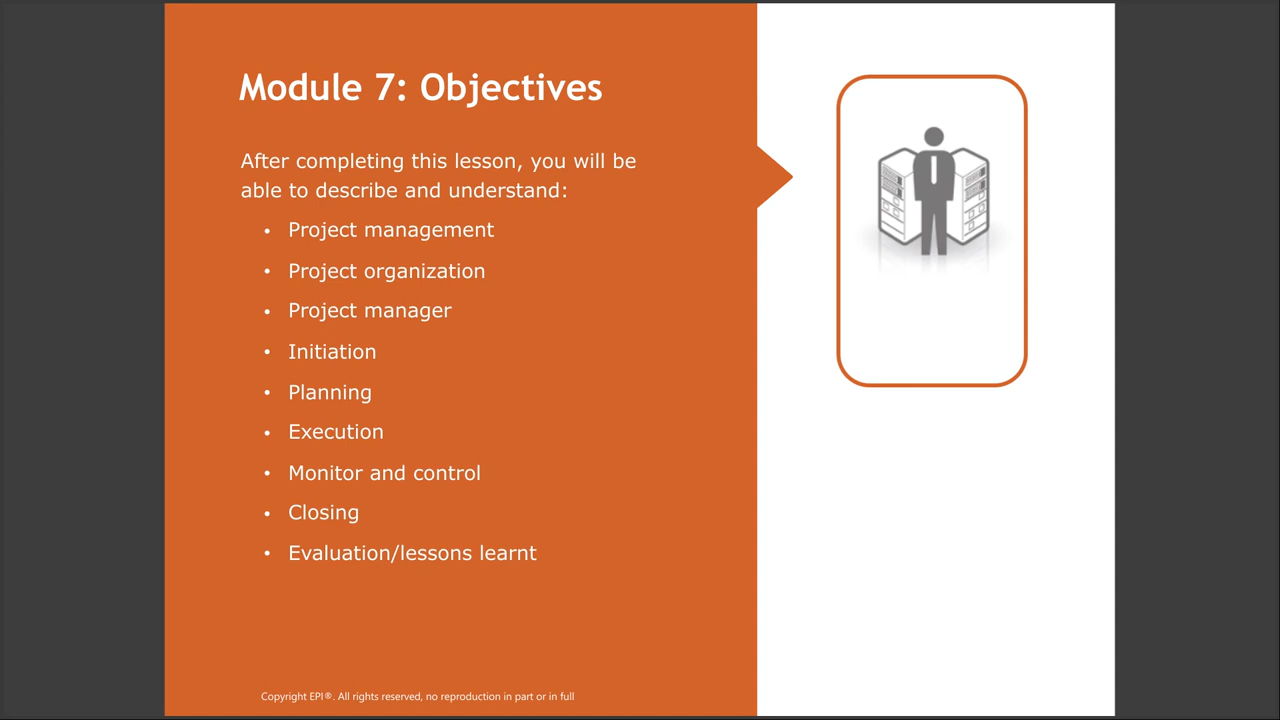 Module 7: Objectives
After completing this lesson, you will be
able to describe and understand:
• Project management
• Project organization
• Project manager
• Initiation
• Planning
• Execution
• Monitor and control
• Closing
• Evaluation/lessons learnt
Copyright EPI®. All rights reserved, no reproduction in part or in full